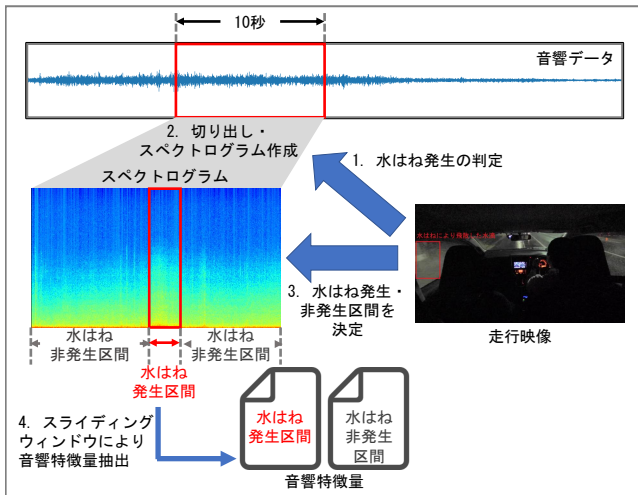 10秒
音響データ
2. 切り出し・
スペクトログラム作成
1. 水はね発生の判定
スペクトログラム
3. 水はね発生・
非発生区間を
決定
走行映像
水はね
非発生区間
水はね
発生区間
水はね
非発生区間
4. スライディング
ウィンドウにより
音響特徴量抽出
水はね
発生区間
水はね
非発生
区間
音響特徴量